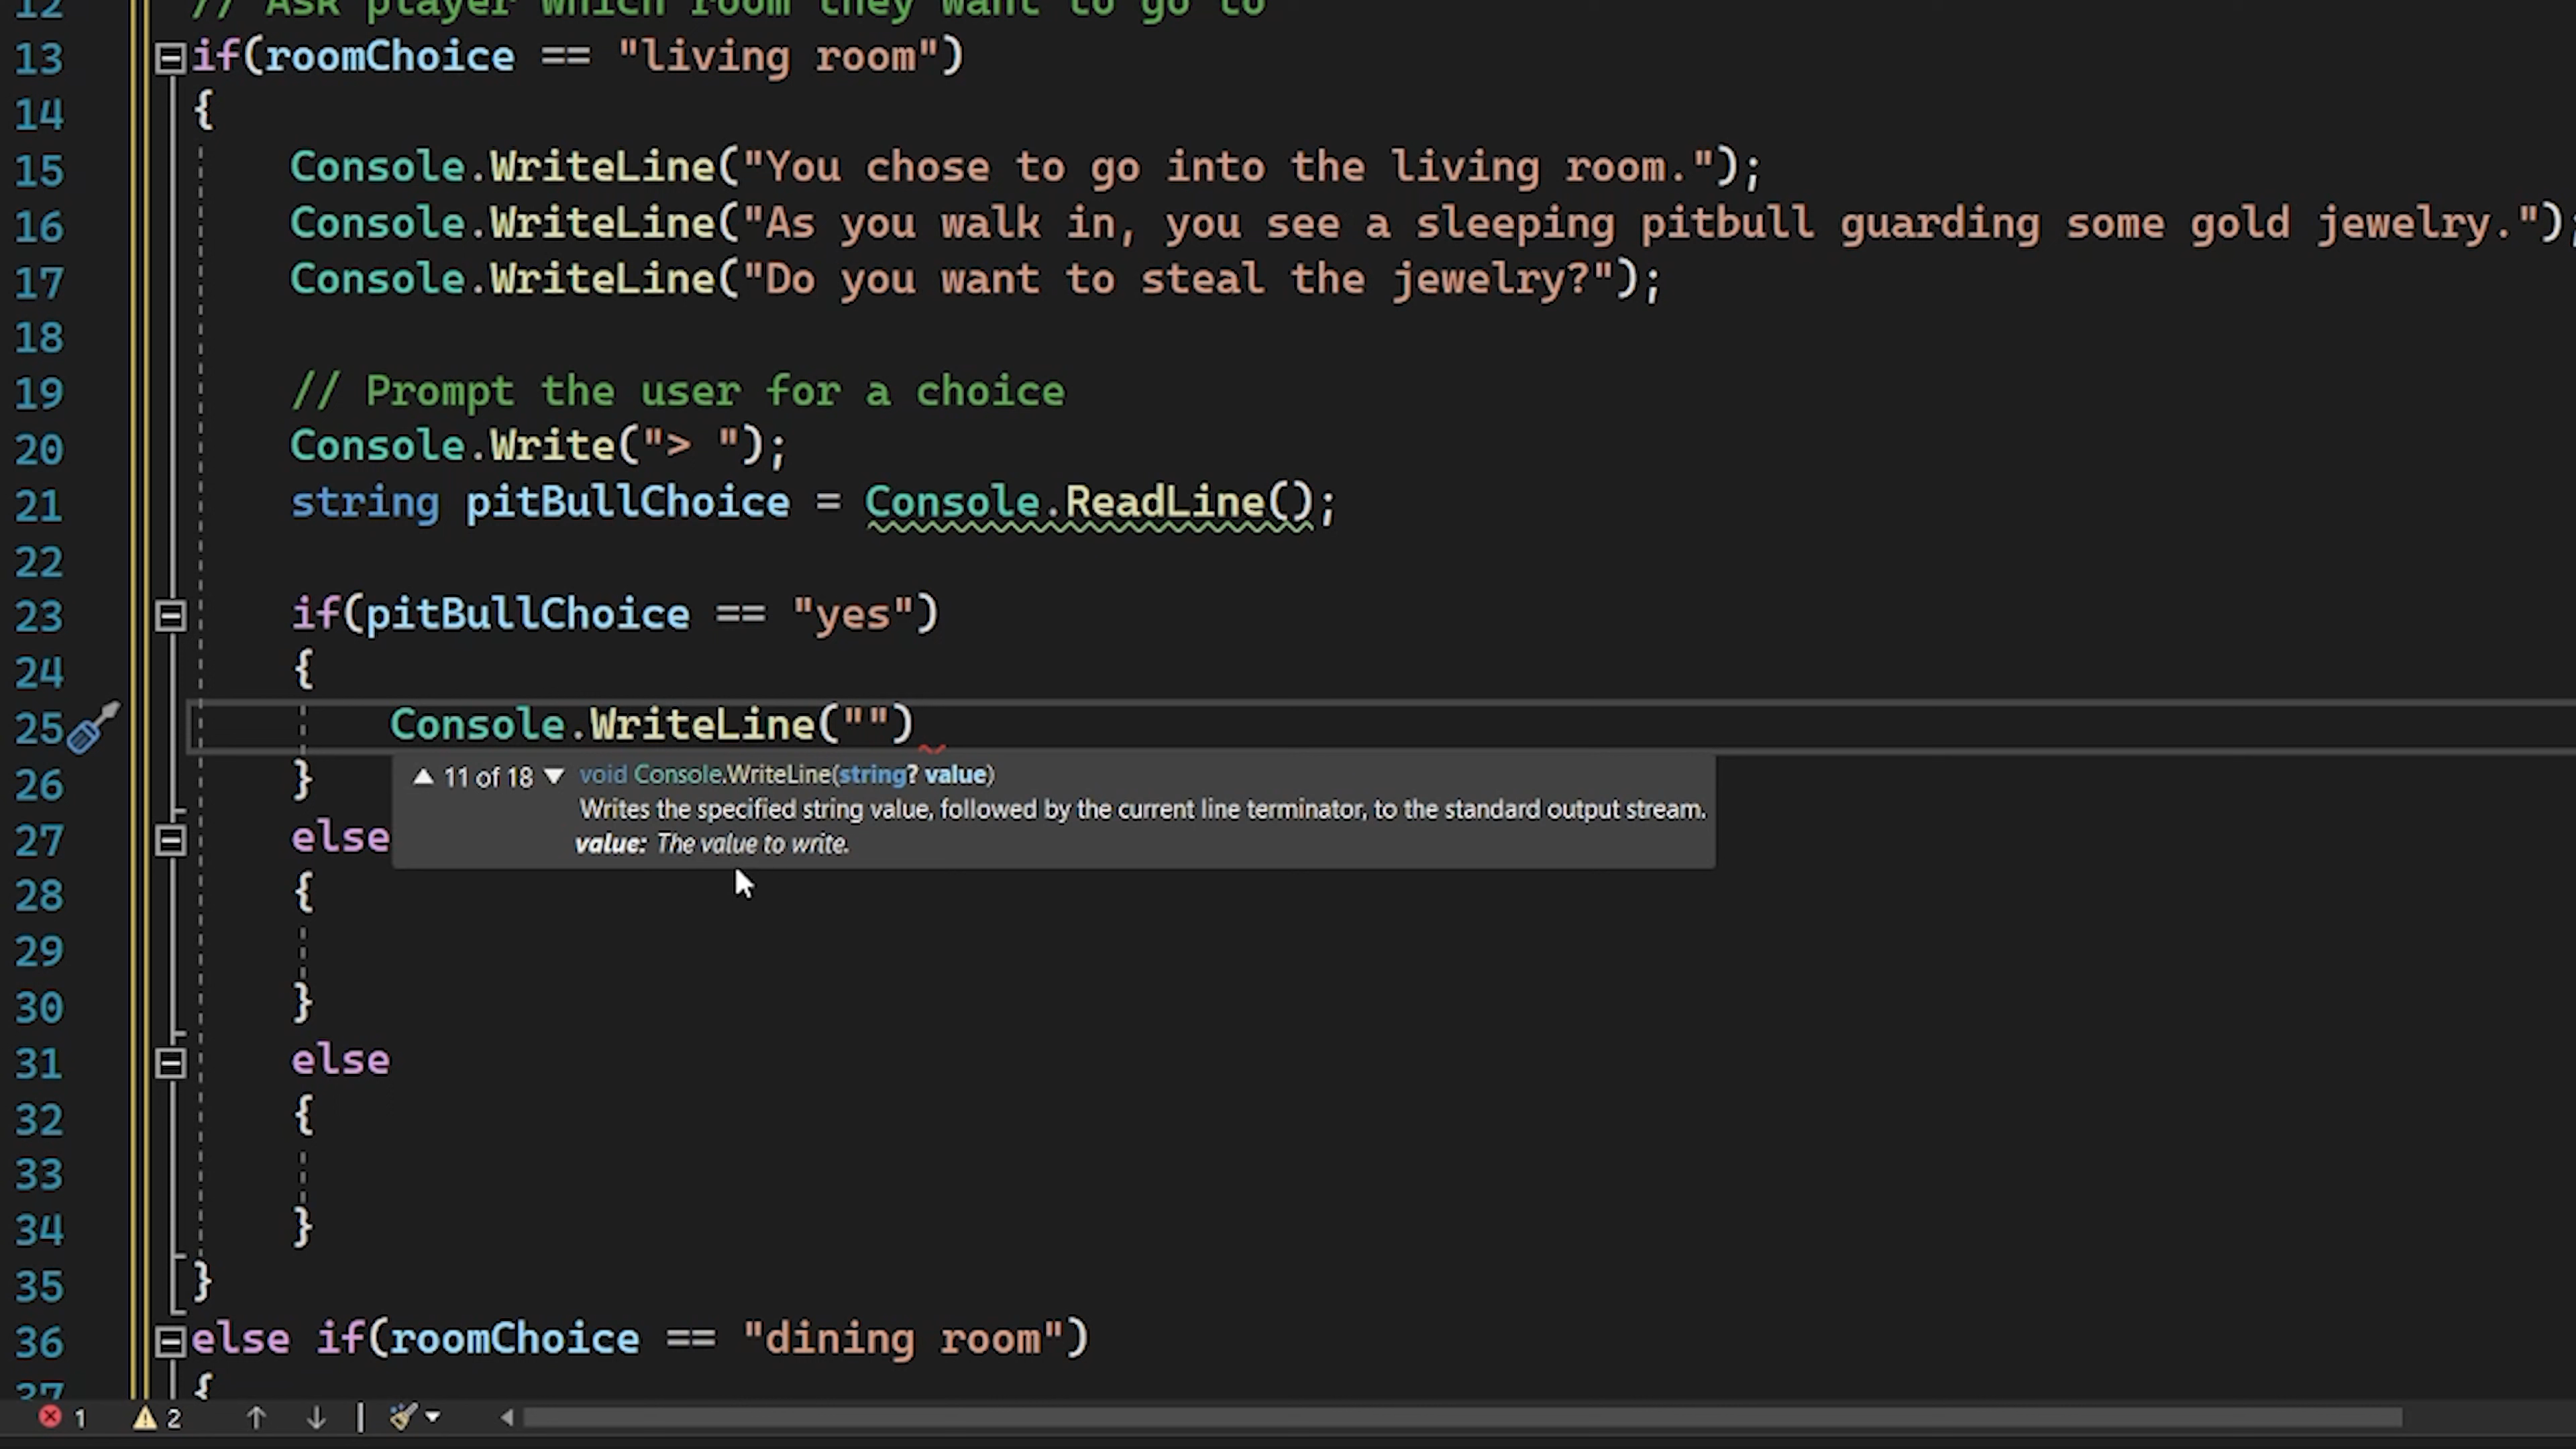 12 // Ask player which room they want to go to
13 if(roomChoice == "living room")
14 {
15 Console.WriteLine("You chose to go into the living room.");
16 Console.WriteLine("As you walk in, you see a sleeping pitbull guarding some gold jewelry.");
17 Console.WriteLine("Do you want to steal the jewelry?");
18
19 // Prompt the user for a choice
20 Console.Write("> ");
21 string pitBullChoice = Console.ReadLine();
22
23 if(pitBullChoice == "yes")
24 {
25 Console.WriteLine("")
26 }
▲ 11 of 18 ▼ void Console.WriteLine(string? value)
Writes the specified string value, followed by the current line terminator, to the standard output stream.
value: The value to write.
27 else
28 {
29
30 }
31 else
32 {
33
34 }
35 }
36 else if(roomChoice == "dining room")
37 {
1 2